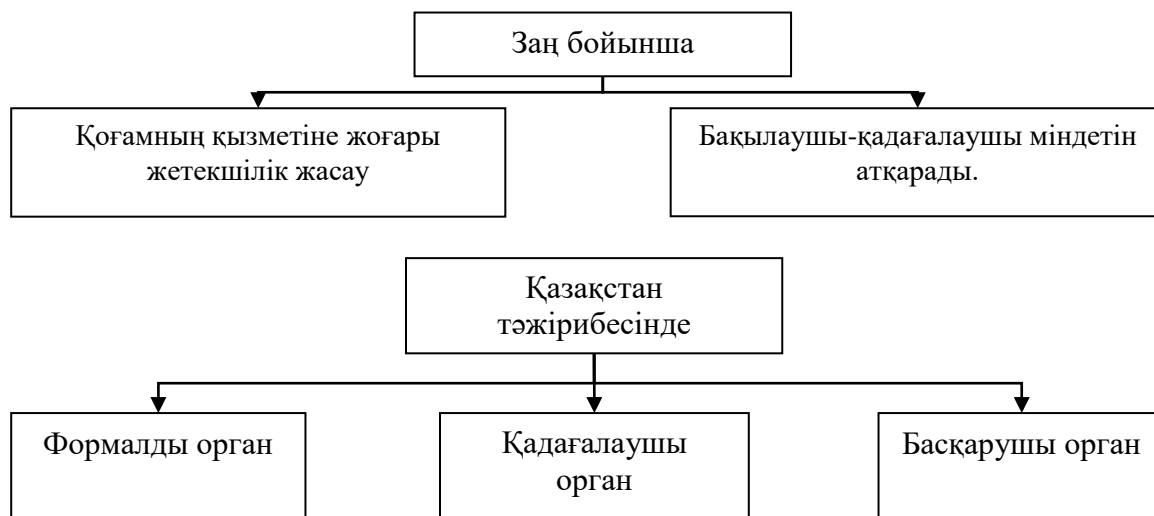 Заң бойынша
Қоғамның қызметіне жоғары
жетекшілік жасау
Бақылаушы-қадағалаушы міндетін
атқарады.
Қазақстан
тәжірибесінде
Формалды орган
Қадағалаушы
орган
Басқарушы орган